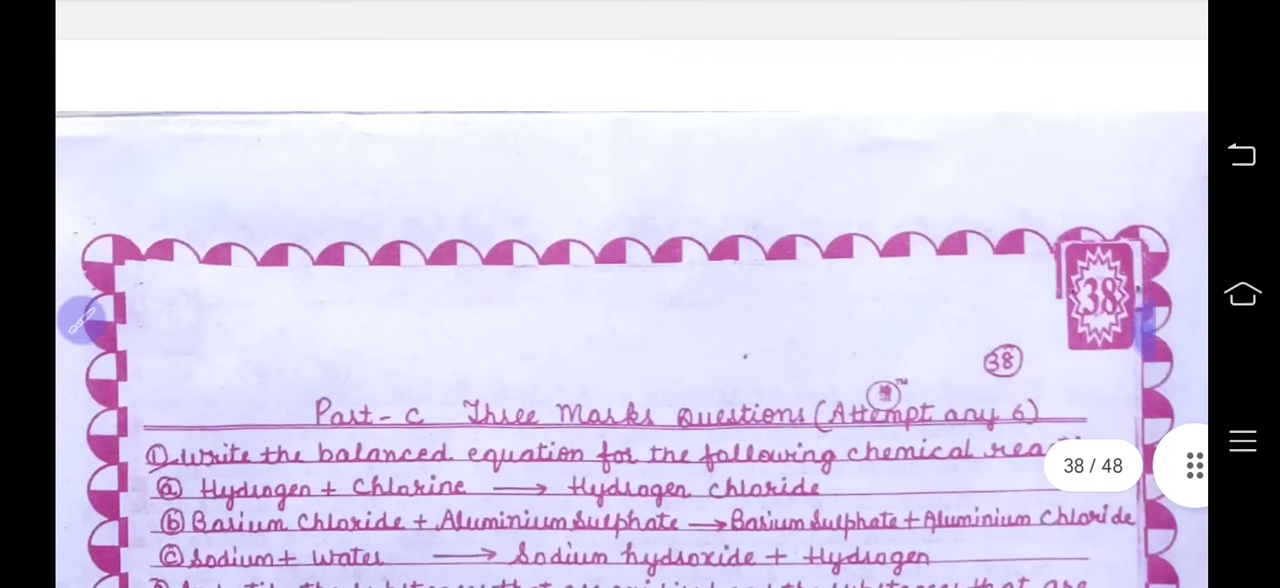 38
38
Part-C Three Marks Questions (Attempt any 6)
① Write the balanced equation for the following chemical
ⓐ Hydrogen + Chlorine → Hydrogen Chloride
ⓑ Barium Chloride + Aluminium Sulphate → Barium Sulphate + Aluminium Chloride
ⓒ Sodium + Water → Sodium hydroxide + Hydrogen
38 / 48